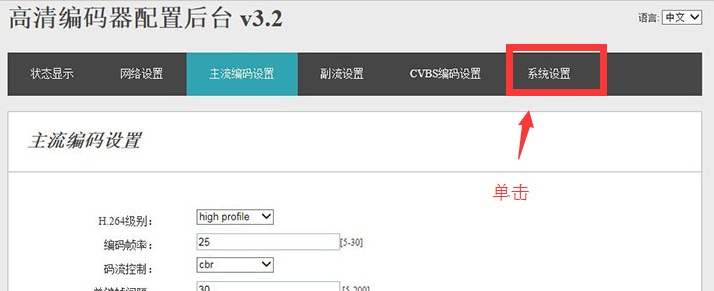 高清编码器配置后台 v3.2
语言: 中文
状态显示 网络设置 主流编码设置 副流设置 CVBS编码设置 系统设置
主流编码设置
单击
H.264级别: high profile
编码帧率: 25 [5-30]
码流控制: cbr
30 [5-200]